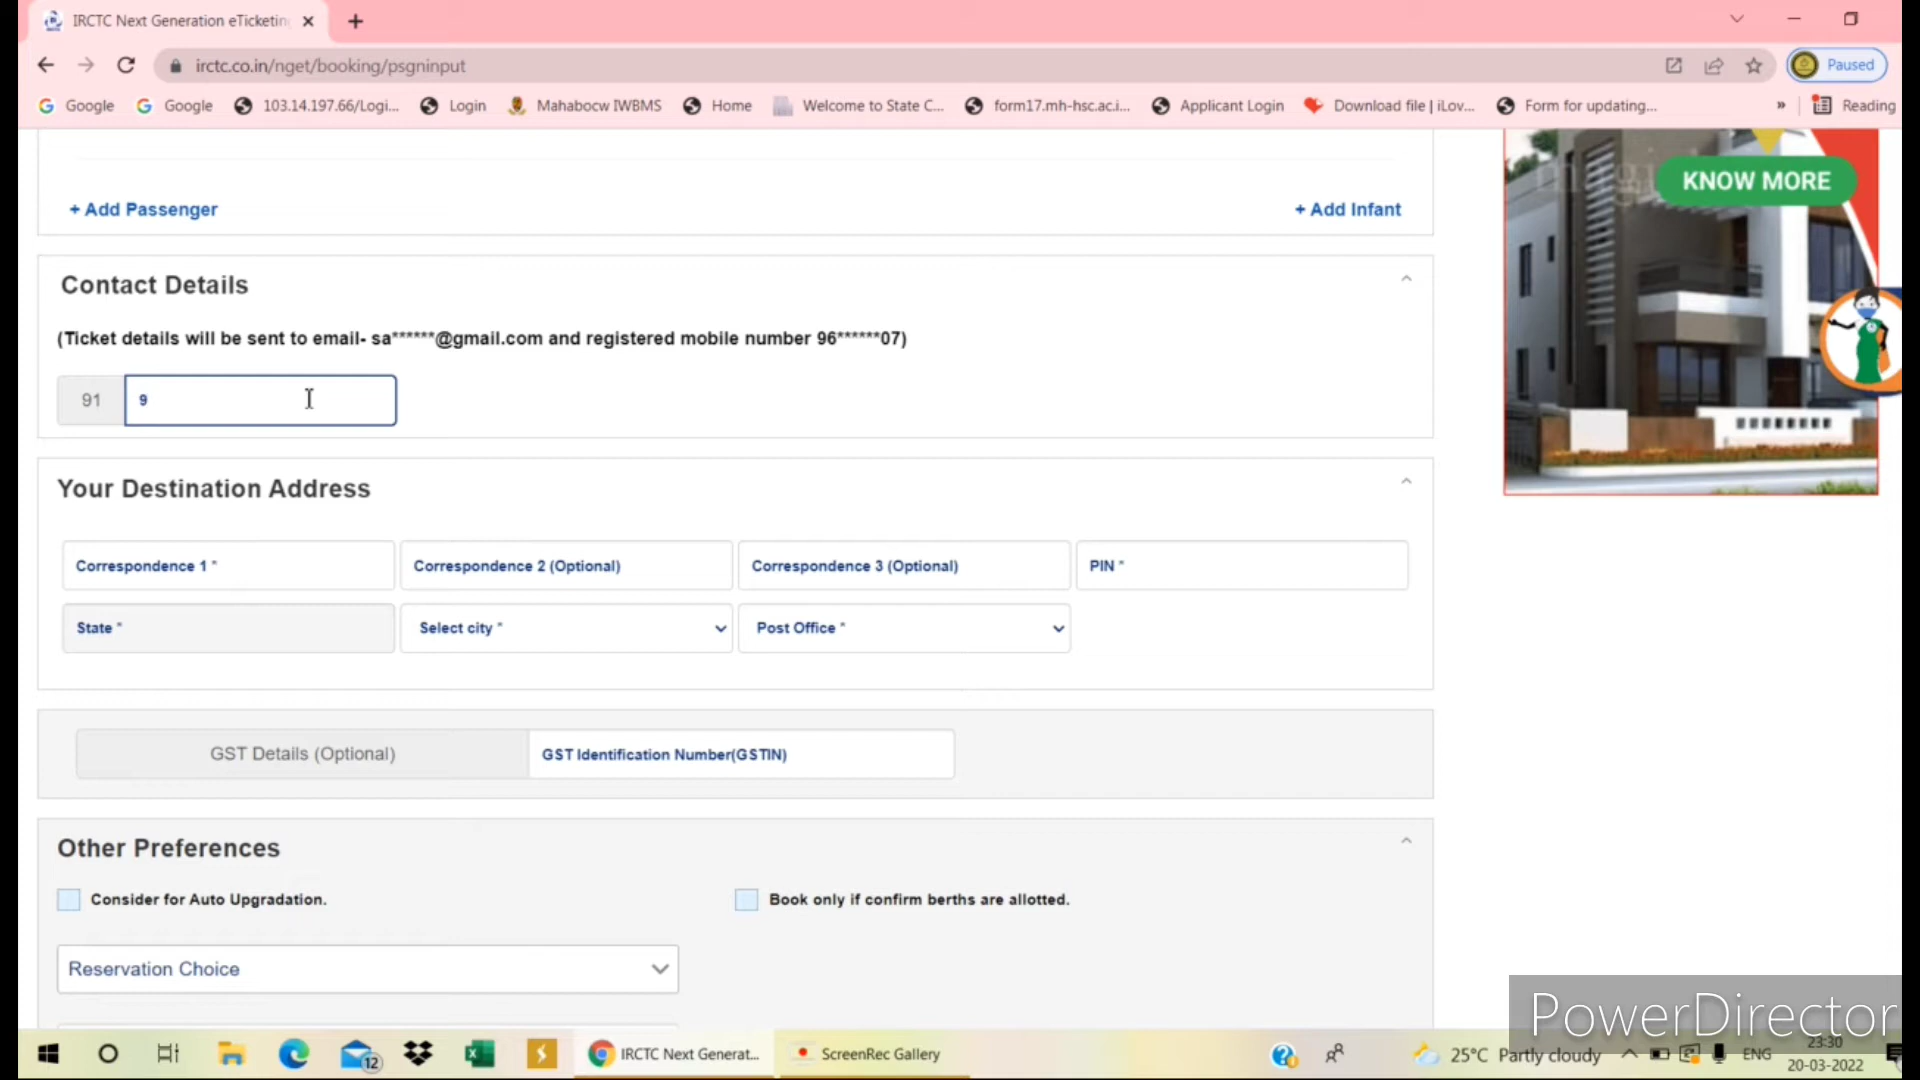 IRCTC Next Generation eTicketin
irctc.co.in/nget/booking/psgninput
Paused
Google
Google
103.14.197.66/Logi...
Login
Mahabocw IWBMS
Home
Welcome to State C...
form17.mh-hsc.ac.i...
Applicant Login
Download file | iLov...
Form for updating...
»
Reading
KNOW MORE
+ Add Passenger
+ Add Infant
Contact Details
(Ticket details will be sent to email- sa******@gmail.com and registered mobile number 96******07)
91
9
Your Destination Address
Correspondence 1 *
Correspondence 2 (Optional)
Correspondence 3 (Optional)
PIN *
State *
Select city *
Post Office *
GST Details (Optional)
GST Identification Number(GSTIN)
Other Preferences
Consider for Auto Upgradation.
Book only if confirm berths are allotted.
Reservation Choice
PowerDirector
12
IRCTC Next Generat...
ScreenRec Gallery
25°C Partly cloudy
ENG
23:30
20-03-2022